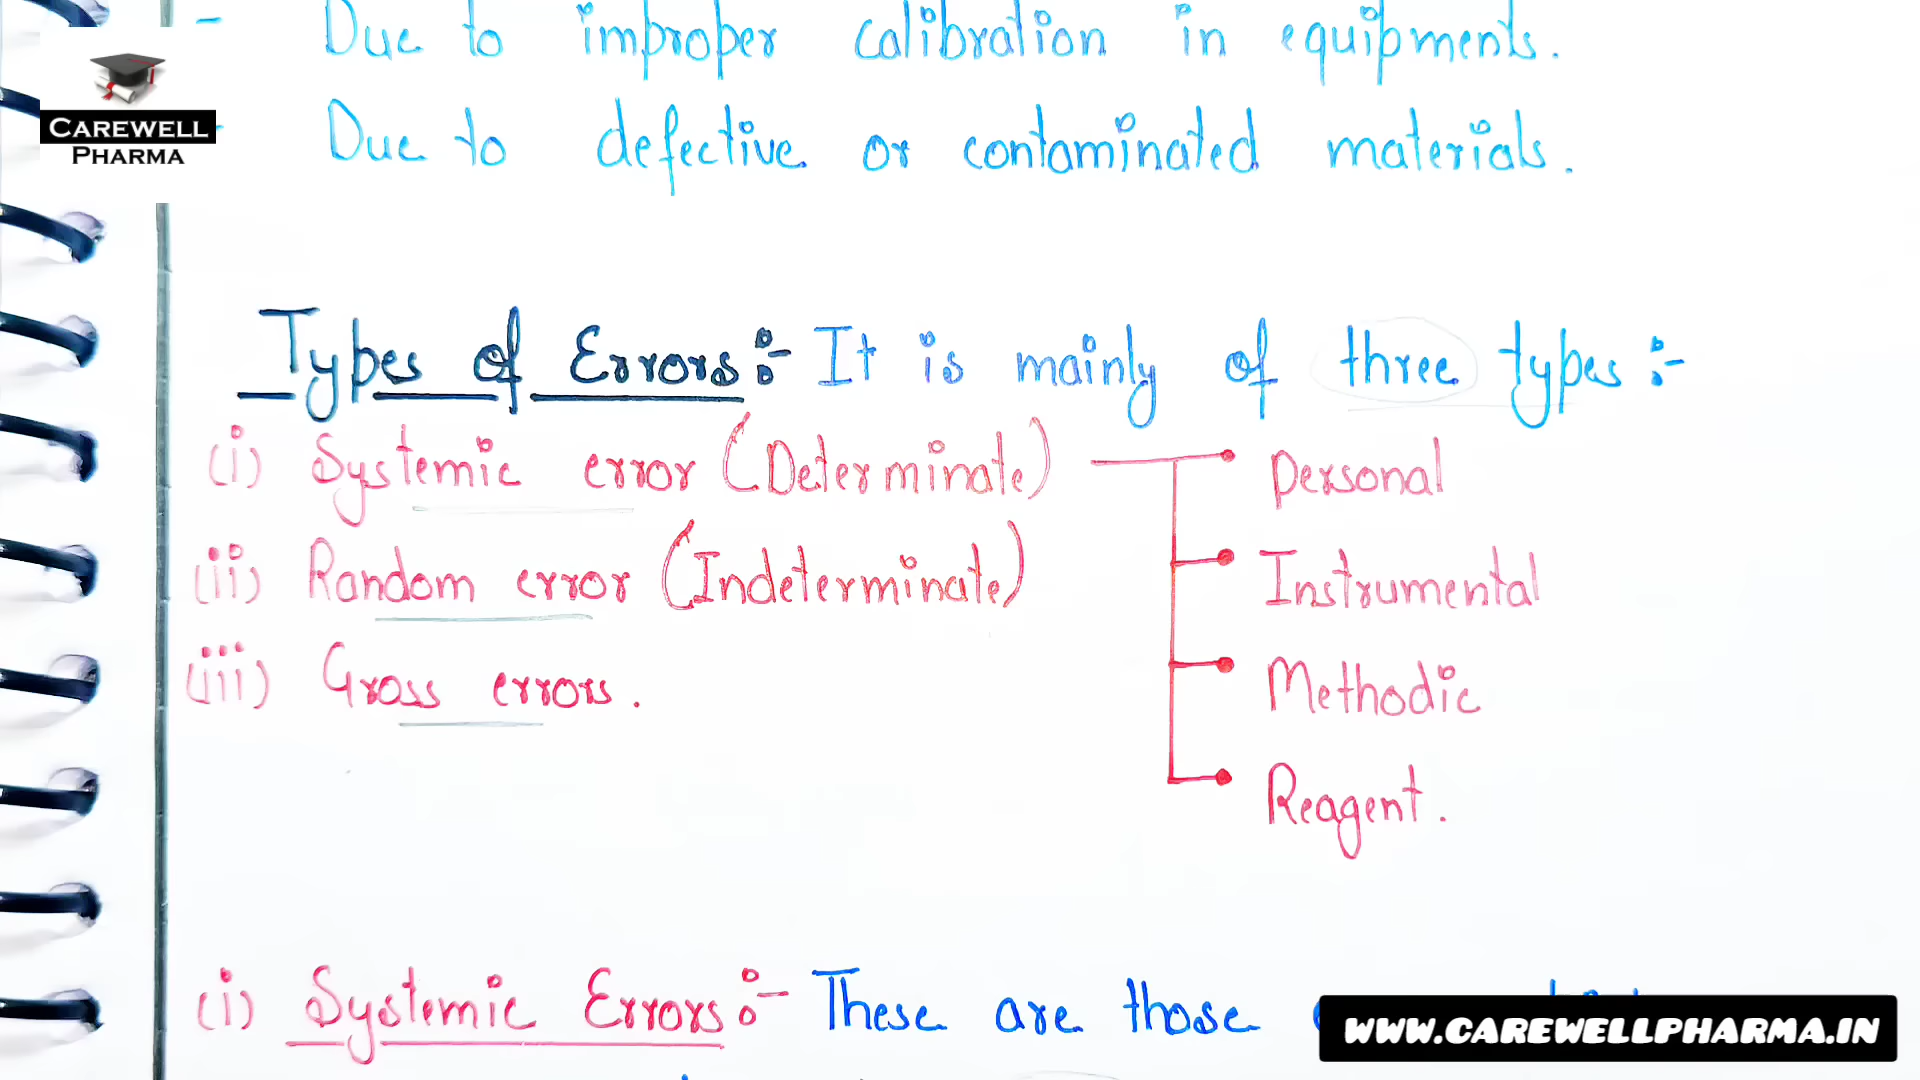 - Due to improper calibration in equipments.
CAREWELL
PHARMA
- Due to defective or contaminated materials.
Types of Errors:- It is mainly of three types:-
(i) Systemic error (Determinate)
Personal
(ii) Random error (Indeterminate)
Instrumental
(iii) Gross errors.
Methodic
Reagent.
(i) Systemic Errors:- These are those
WWW.CAREWELLPHARMA.IN